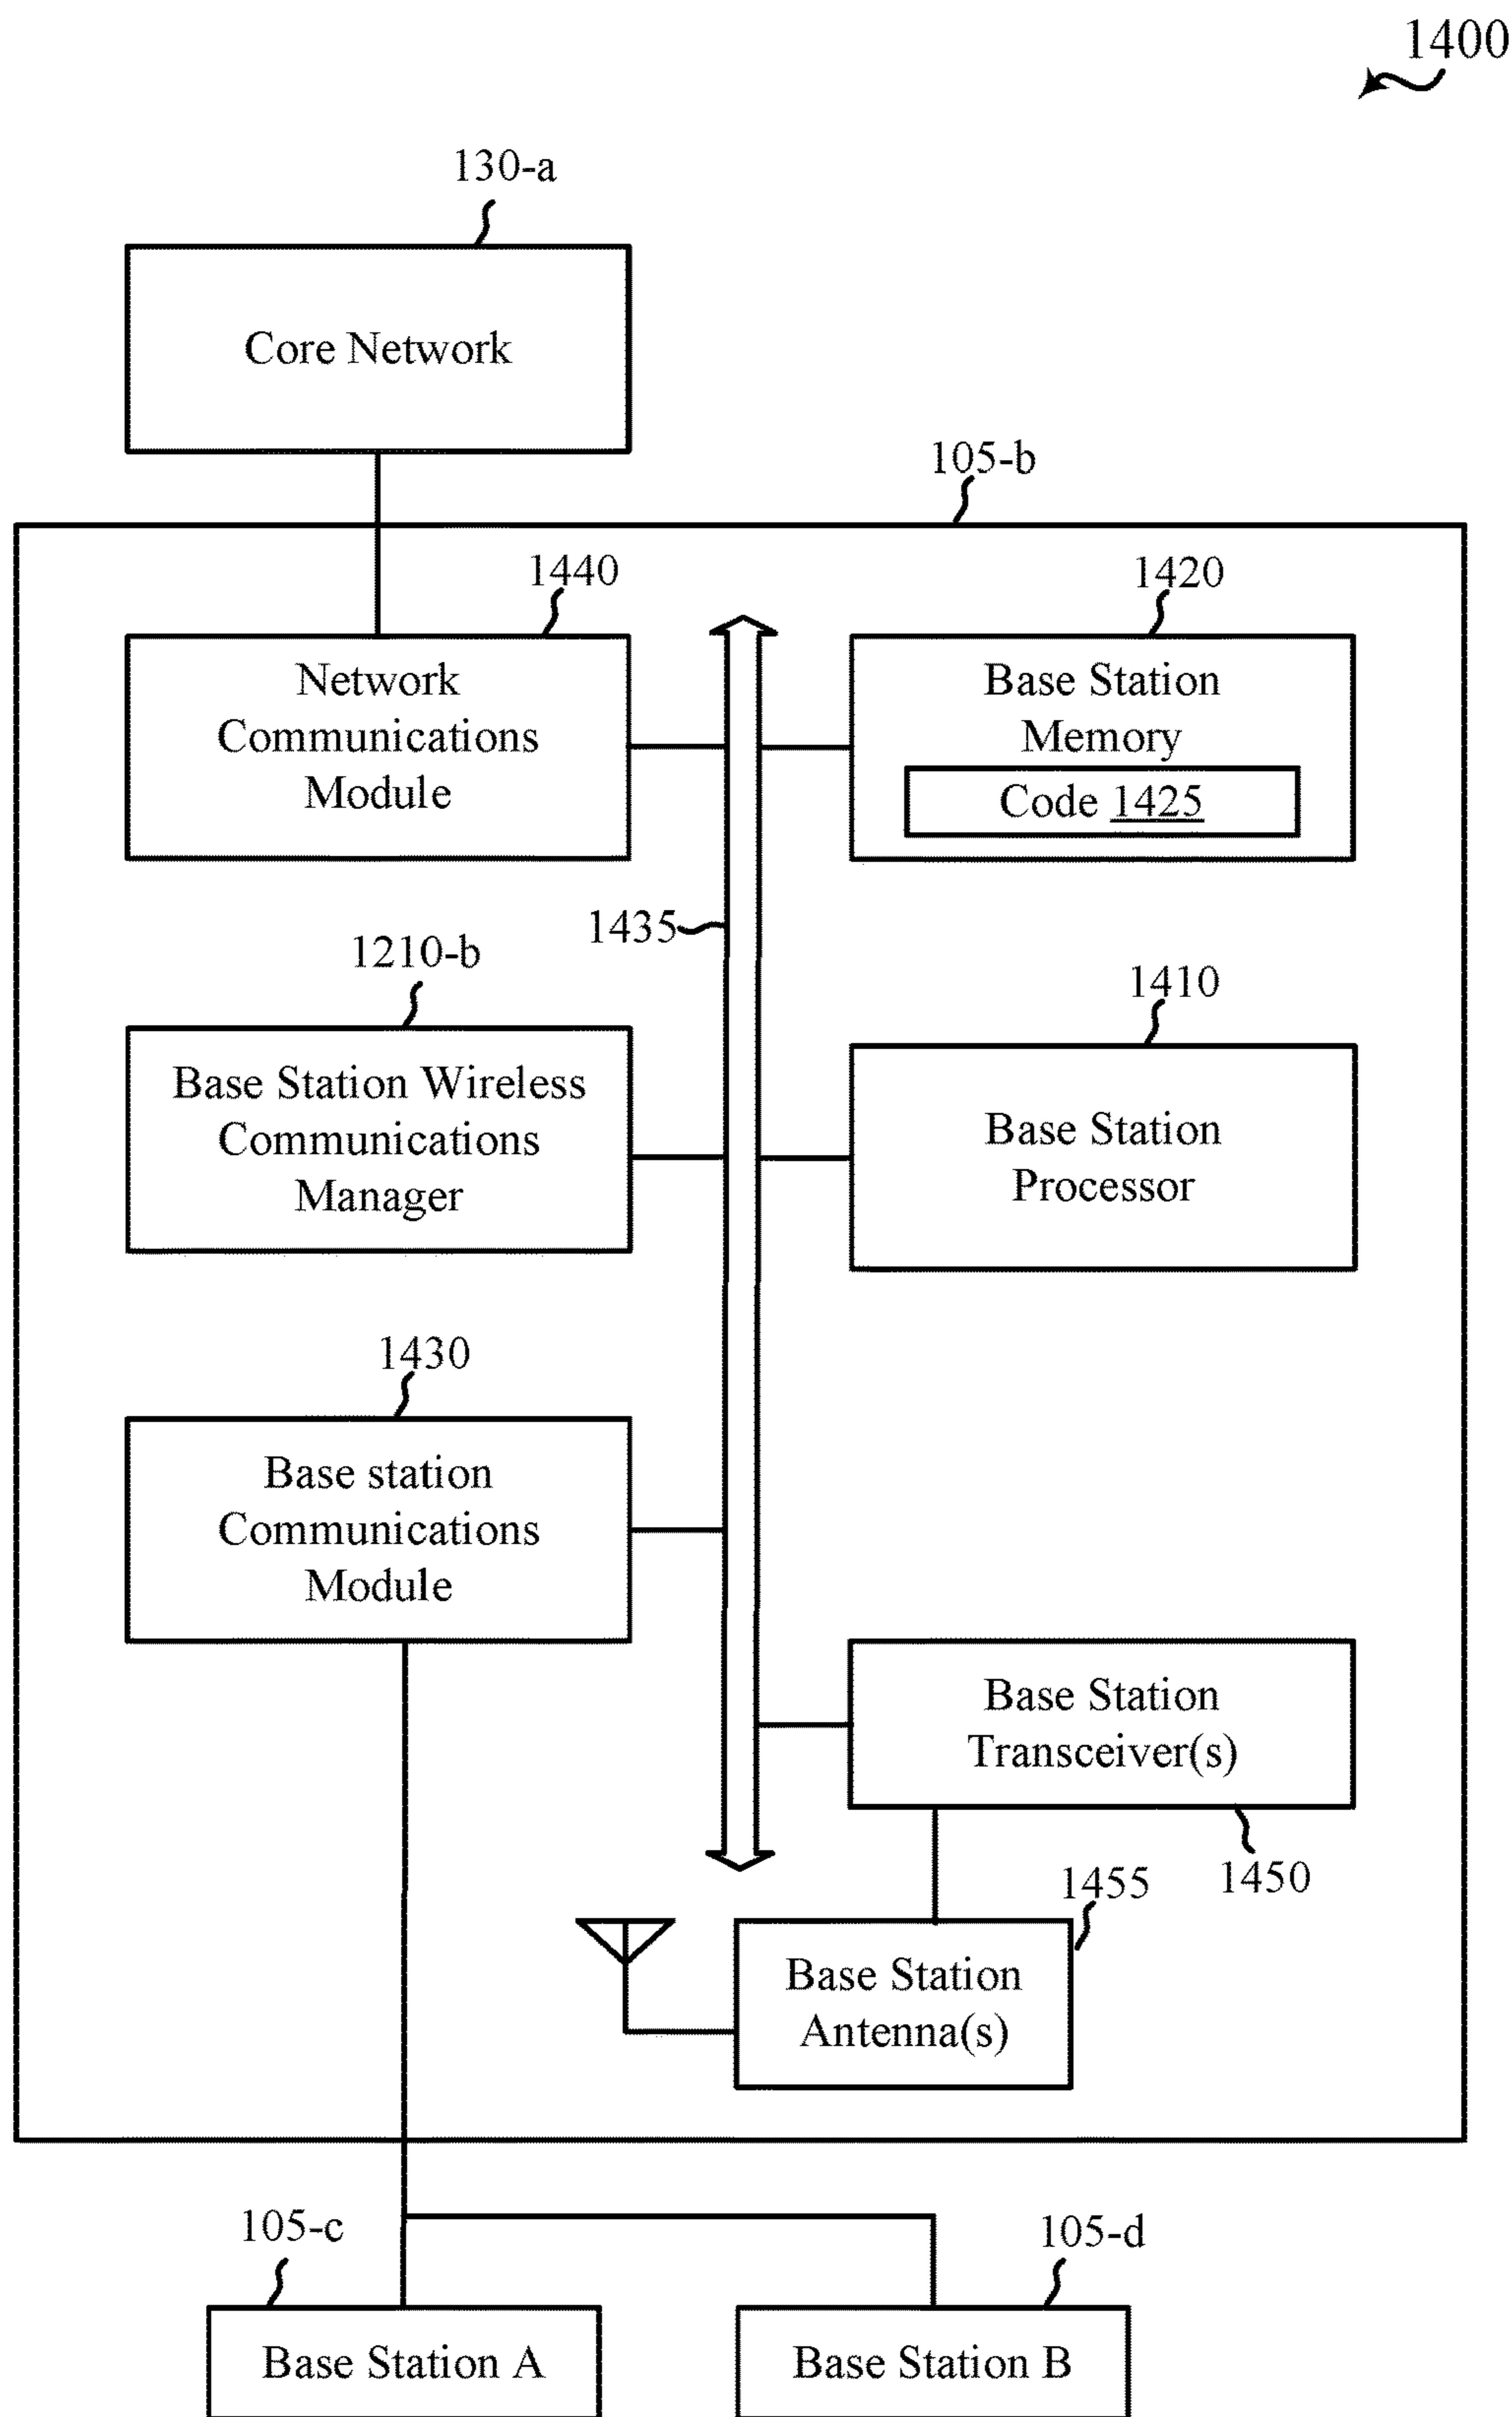 1400
130-a
Core Network
105-b
1440
1420
Network
Communications
Module
Base Station
Memory
Code 1425
1435
1210-b
1410
Base Station Wireless
Communications
Manager
Base Station
Processor
1430
Base station
Communications
Module
Base Station
Transceiver(s)
1450
1455
Base Station
Antenna(s)
105-c
105-d
Base Station A
Base Station B